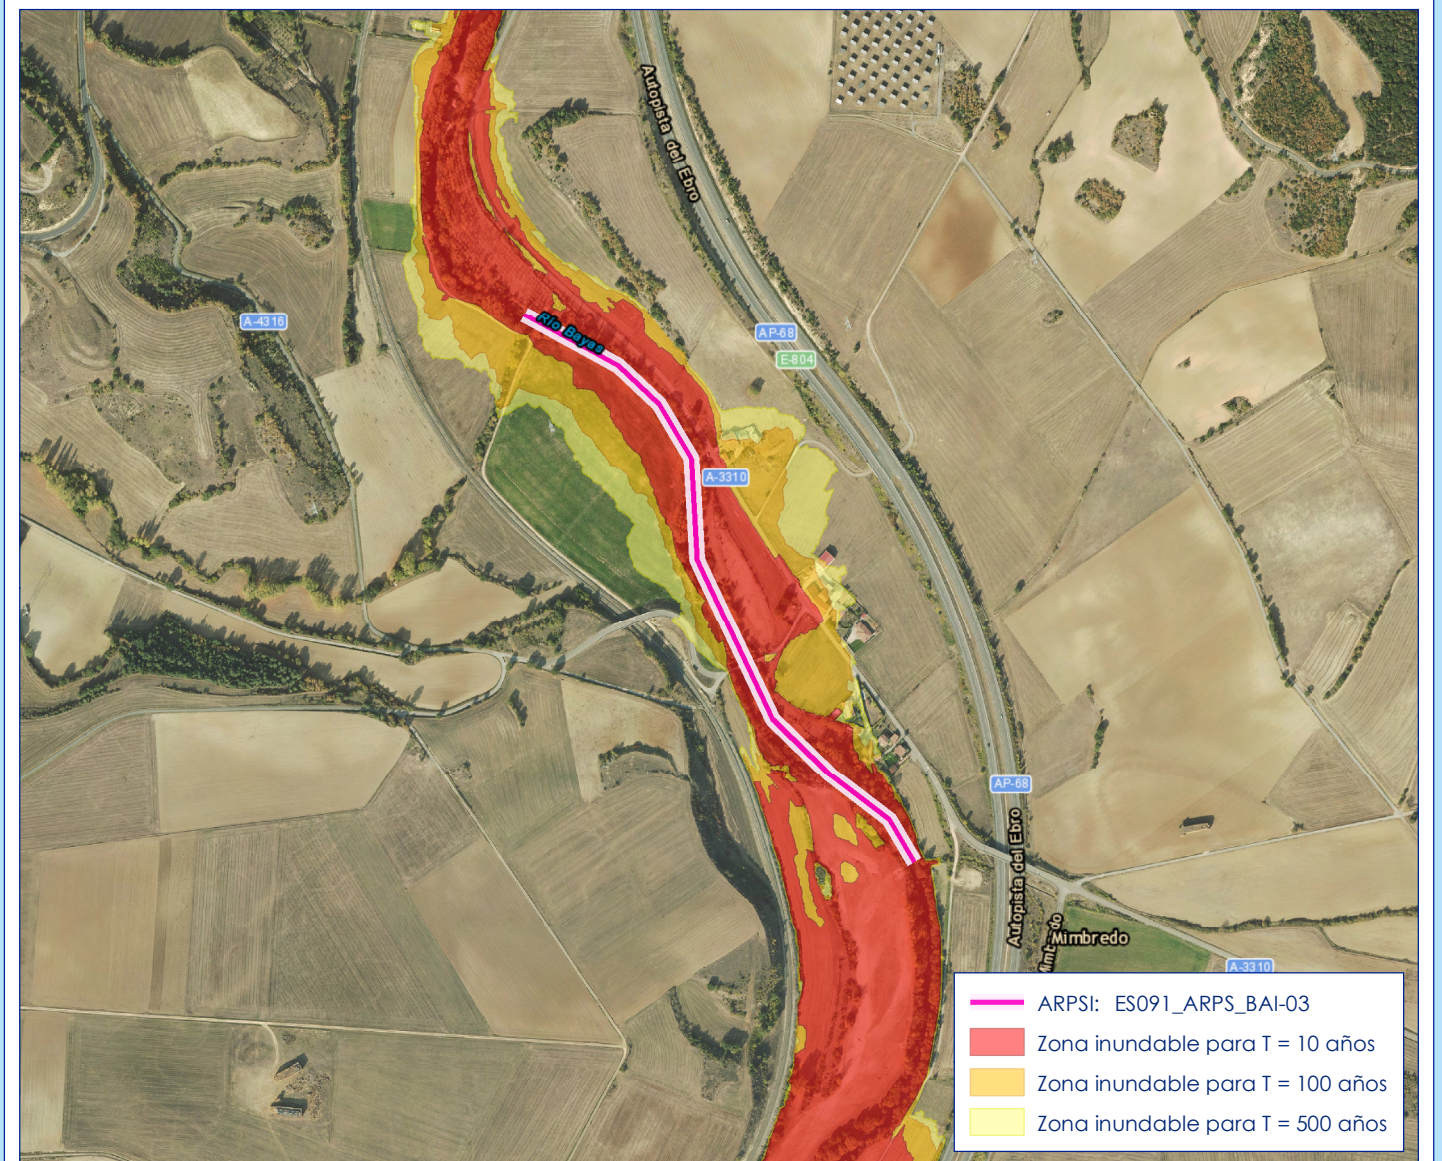 Autopista del Ebro
A-4316
Río Bayas
AP-68
E-804
A-3310
AP-68
Autopista del Ebro
Mimbredo
A-3310
ARPSI: ES091_ARPS_BAI-03
Zona inundable para T = 10 años
Zona inundable para T = 100 años
Zona inundable para T = 500 años